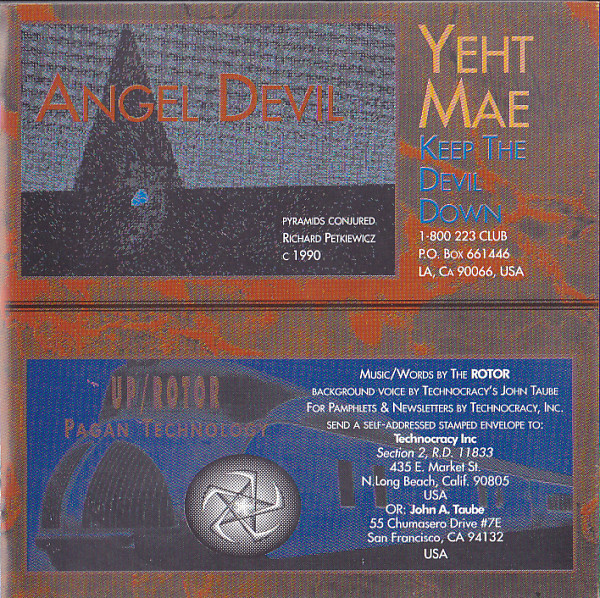 ANGEL DEVIL
PYRAMIDS CONJURED
RICHARD PETKIEWICZ
C 1990
YEHT
MAE
KEEP THE
DEVIL
DOWN
1-800 223 CLUB
P.O. BOX 661446
LA, CA 90066, USA
UP/ROTOR
PAGAN TECHNOLOGY
MUSIC/WORDS BY THE ROTOR
BACKGROUND VOICE BY TECHNOCRACY'S JOHN TAUBE
FOR PAMPHLETS & NEWSLETTERS BY TECHNOCRACY, INC.
SEND A SELF-ADDRESSED STAMPED ENVELOPE TO:
Technocracy Inc
Section 2, R.D. 11833
435 E. Market St.
N.Long Beach, Calif. 90805
USA
OR: John A. Taube
55 Chumasero Drive #7E
San Francisco, CA 94132
USA